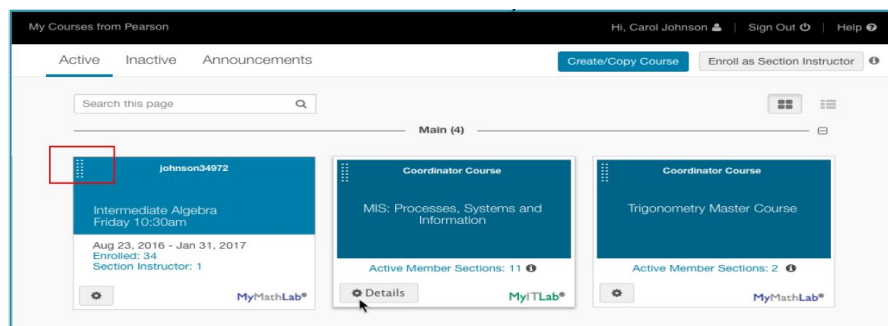 My Courses from Pearson Hi, Carol Johnson | Sign Out | Help
Active Inactive Announcements Create/Copy Course Enroll as Section Instructor
Search this page
Main (4)
johnson34972
Intermediate Algebra
Friday 10:30am
Aug 23, 2016 - Jan 31, 2017
Enrolled: 34
Section Instructor: 1
MyMathLab®
Coordinator Course
MIS: Processes, Systems and
Information
Active Member Sections: 11
Details MyITLab®
Coordinator Course
Trigonometry Master Course
Active Member Sections: 2
MyMathLab®